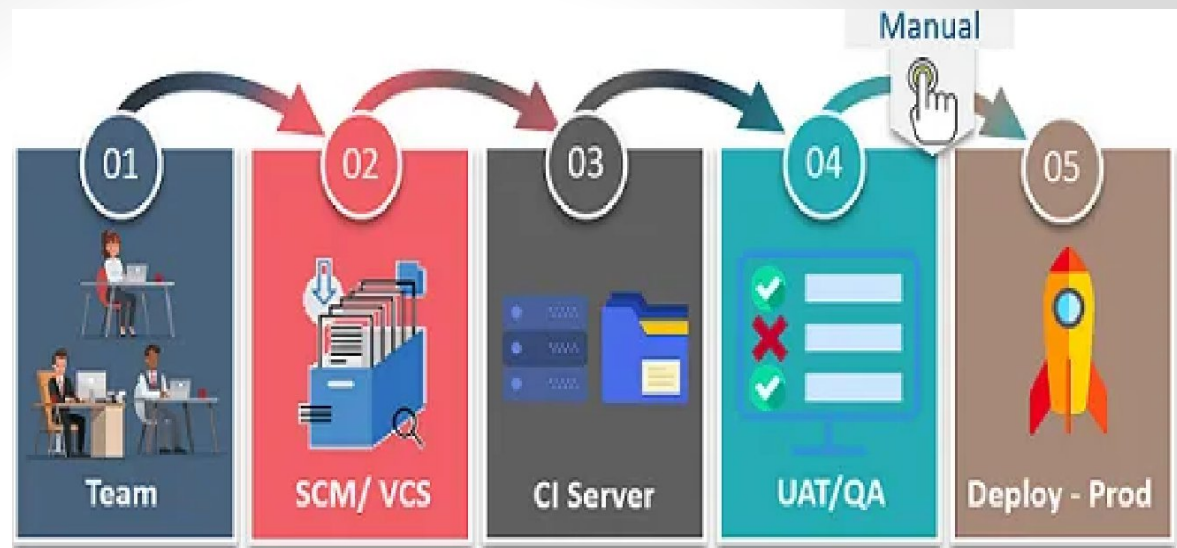 Manual
01
02
03
04
05
Team
SCM/ VCS
CI Server
UAT/QA
Deploy - Prod